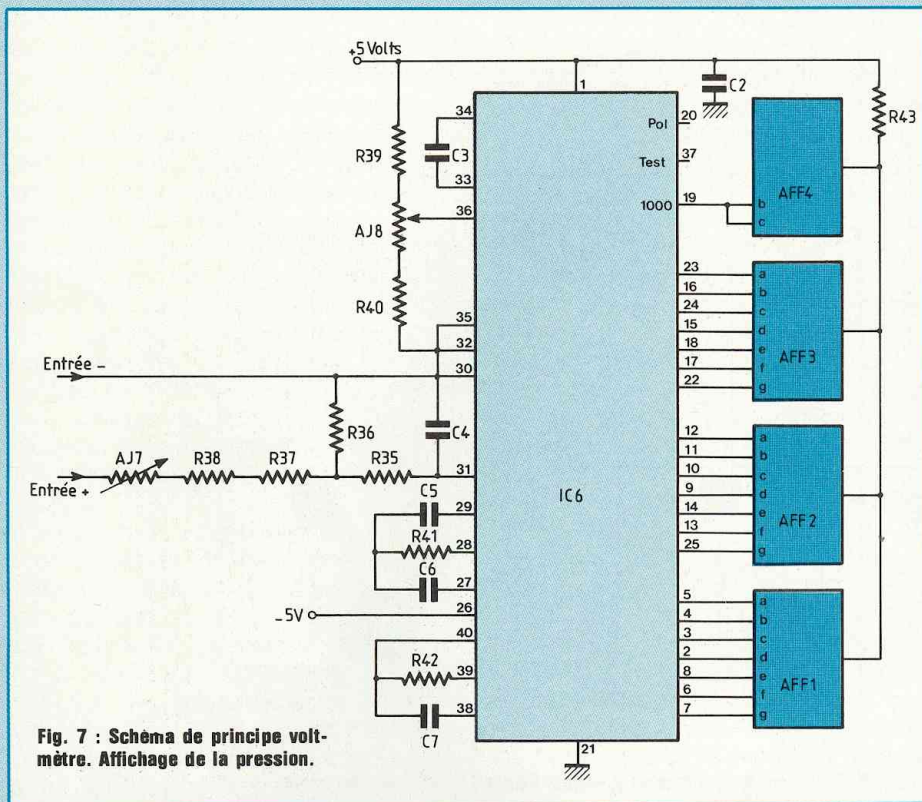 +5 Volts
1
C2
R43
34
C3
33
R39
36
AJ8
R40
35
32
Entrée -
30
R36
C4
AJ7
R38
R37
R35
31
Entrée +
C5
29
R41
28
C6
27
-5V
26
40
R42
39
38
C7
IC6
21
Pol
20
Test
37
1000
19
b
c
AFF4
23
a
16
b
24
c
15
d
18
e
17
f
22
g
AFF3
12
a
11
b
10
c
9
d
14
e
13
f
25
g
AFF2
5
a
4
b
3
c
2
d
8
e
6
f
7
g
AFF1
Fig. 7 : Schéma de principe volt-
mètre. Affichage de la pression.